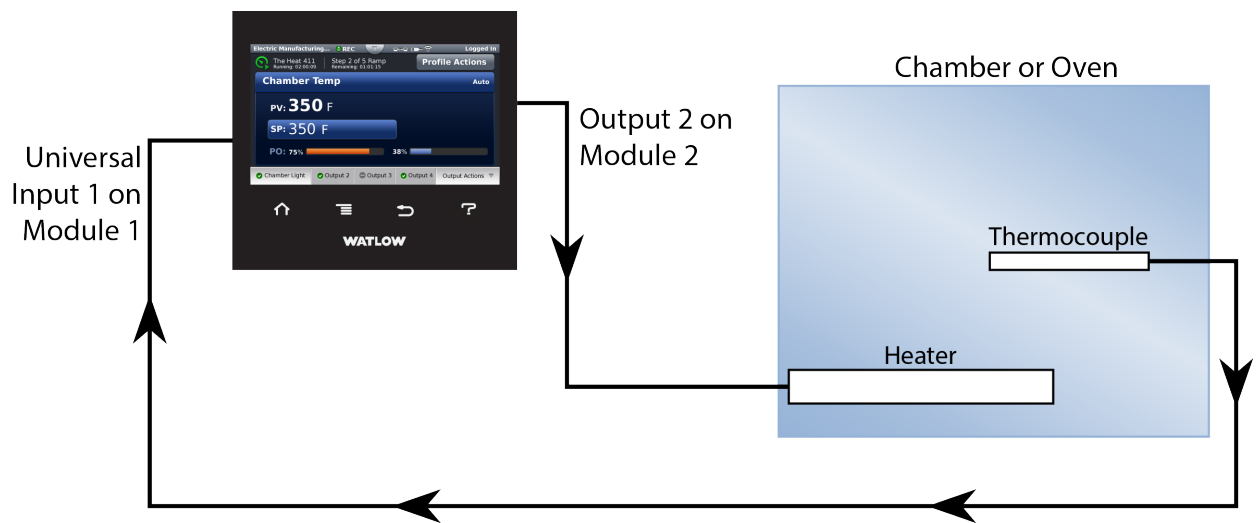 Electric Manufacturing... REC Logged In
The Heat 411 Step 2 of 5 Ramp Profile Actions
Running: 02:00:09 Remaining: 01:01:15
Chamber Temp Auto
PV: 350 F
SP: 350 F
PO: 75% 38%
Chamber Light Output 2 Output 3 Output 4 Output Actions
WATLOW
Universal
Input 1 on
Module 1
Output 2 on
Module 2
Chamber or Oven
Thermocouple
Heater